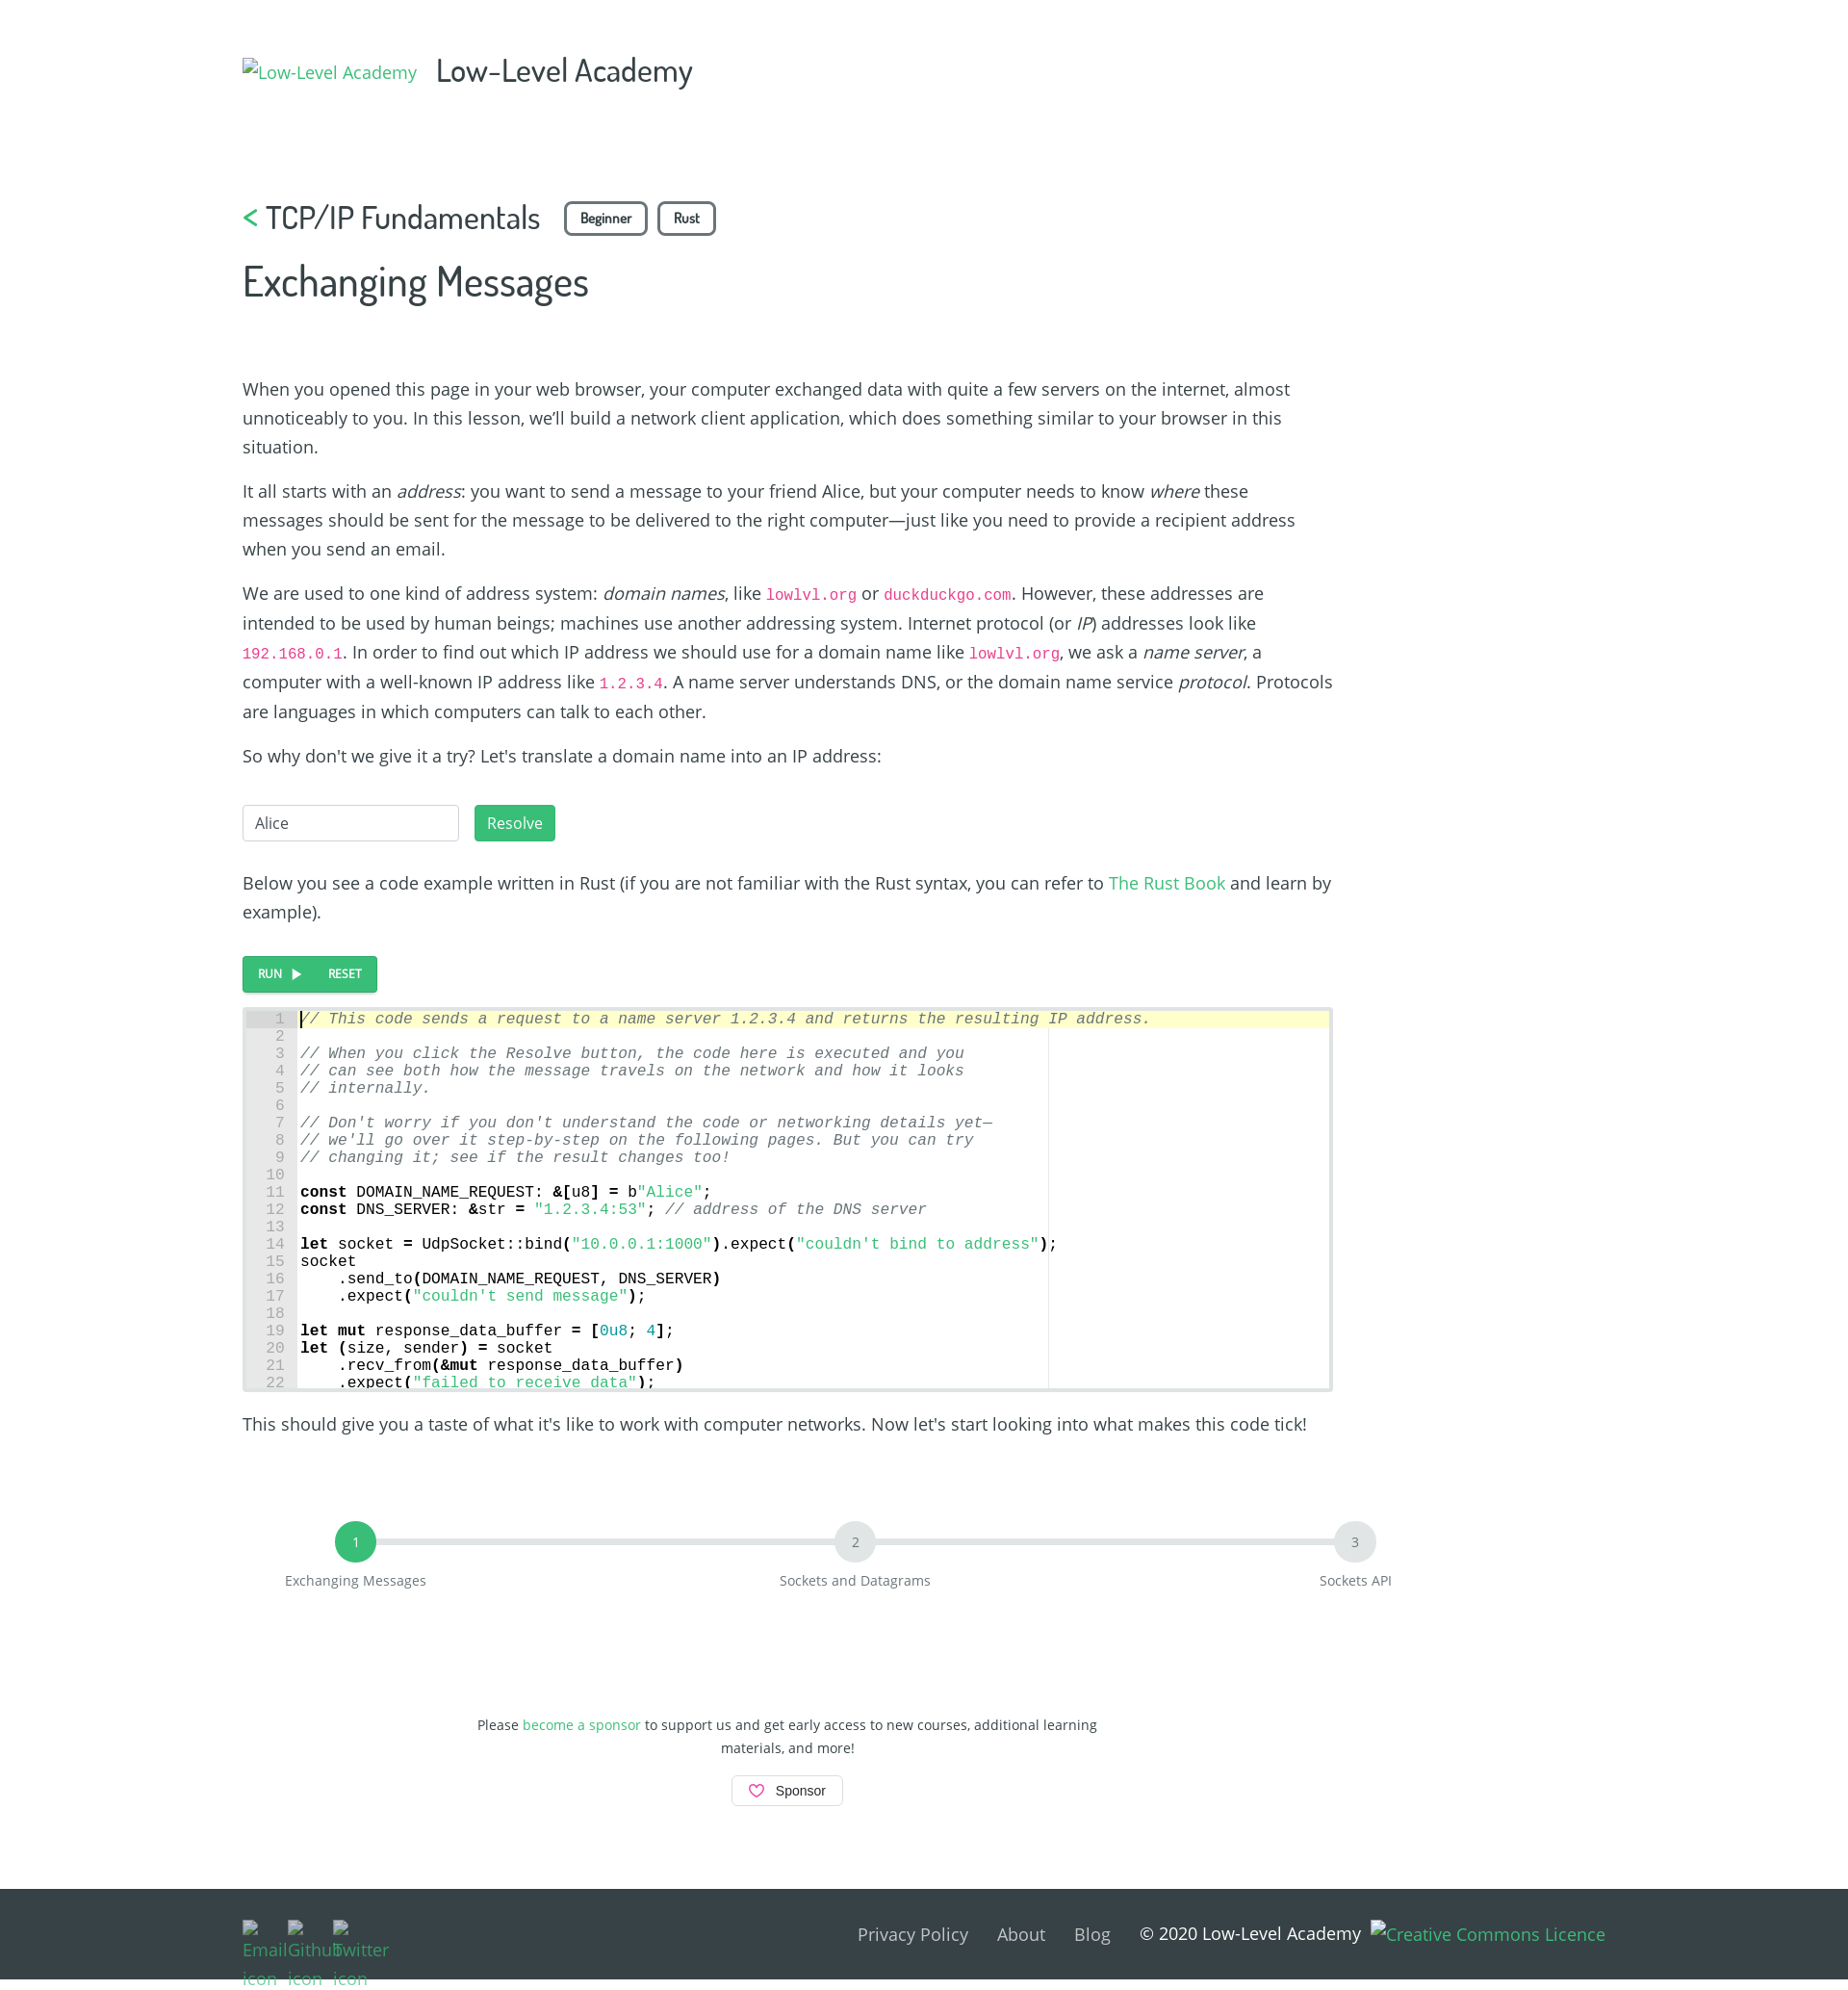 Low-Level Academy Low-Level Academy
< TCP/IP Fundamentals Beginner Rust
Exchanging Messages
When you opened this page in your web browser, your computer exchanged data with quite a few servers on the internet, almost
unnoticeably to you. In this lesson, we’ll build a network client application, which does something similar to your browser in this
situation.
It all starts with an address: you want to send a message to your friend Alice, but your computer needs to know where these
messages should be sent for the message to be delivered to the right computer—just like you need to provide a recipient address
when you send an email.
We are used to one kind of address system: domain names, like lowlvl.org or duckduckgo.com. However, these addresses are
intended to be used by human beings; machines use another addressing system. Internet protocol (or IP) addresses look like
192.168.0.1. In order to find out which IP address we should use for a domain name like lowlvl.org, we ask a name server, a
computer with a well-known IP address like 1.2.3.4. A name server understands DNS, or the domain name service protocol. Protocols
are languages in which computers can talk to each other.
So why don't we give it a try? Let's translate a domain name into an IP address:
Alice Resolve
Below you see a code example written in Rust (if you are not familiar with the Rust syntax, you can refer to The Rust Book and learn by
example).
RUN RESET
1 // This code sends a request to a name server 1.2.3.4 and returns the resulting IP address.
2
3 // When you click the Resolve button, the code here is executed and you
4 // can see both how the message travels on the network and how it looks
5 // internally.
6
7 // Don't worry if you don't understand the code or networking details yet—
8 // we'll go over it step-by-step on the following pages. But you can try
9 // changing it; see if the result changes too!
10
11 const DOMAIN_NAME_REQUEST: &[u8] = b"Alice";
12 const DNS_SERVER: &str = "1.2.3.4:53"; // address of the DNS server
13
14 let socket = UdpSocket::bind("10.0.0.1:1000").expect("couldn't bind to address");
15 socket
16     .send_to(DOMAIN_NAME_REQUEST, DNS_SERVER)
17     .expect("couldn't send message");
18
19 let mut response_data_buffer = [0u8; 4];
20 let (size, sender) = socket
21     .recv_from(&mut response_data_buffer)
22     .expect("failed to receive data");
This should give you a taste of what it's like to work with computer networks. Now let's start looking into what makes this code tick!
1 2 3
Exchanging Messages Sockets and Datagrams Sockets API
Please become a sponsor to support us and get early access to new courses, additional learning
materials, and more!
Sponsor
Privacy Policy About Blog © 2020 Low-Level Academy Creative Commons Licence
Email Github Twitter
icon icon icon